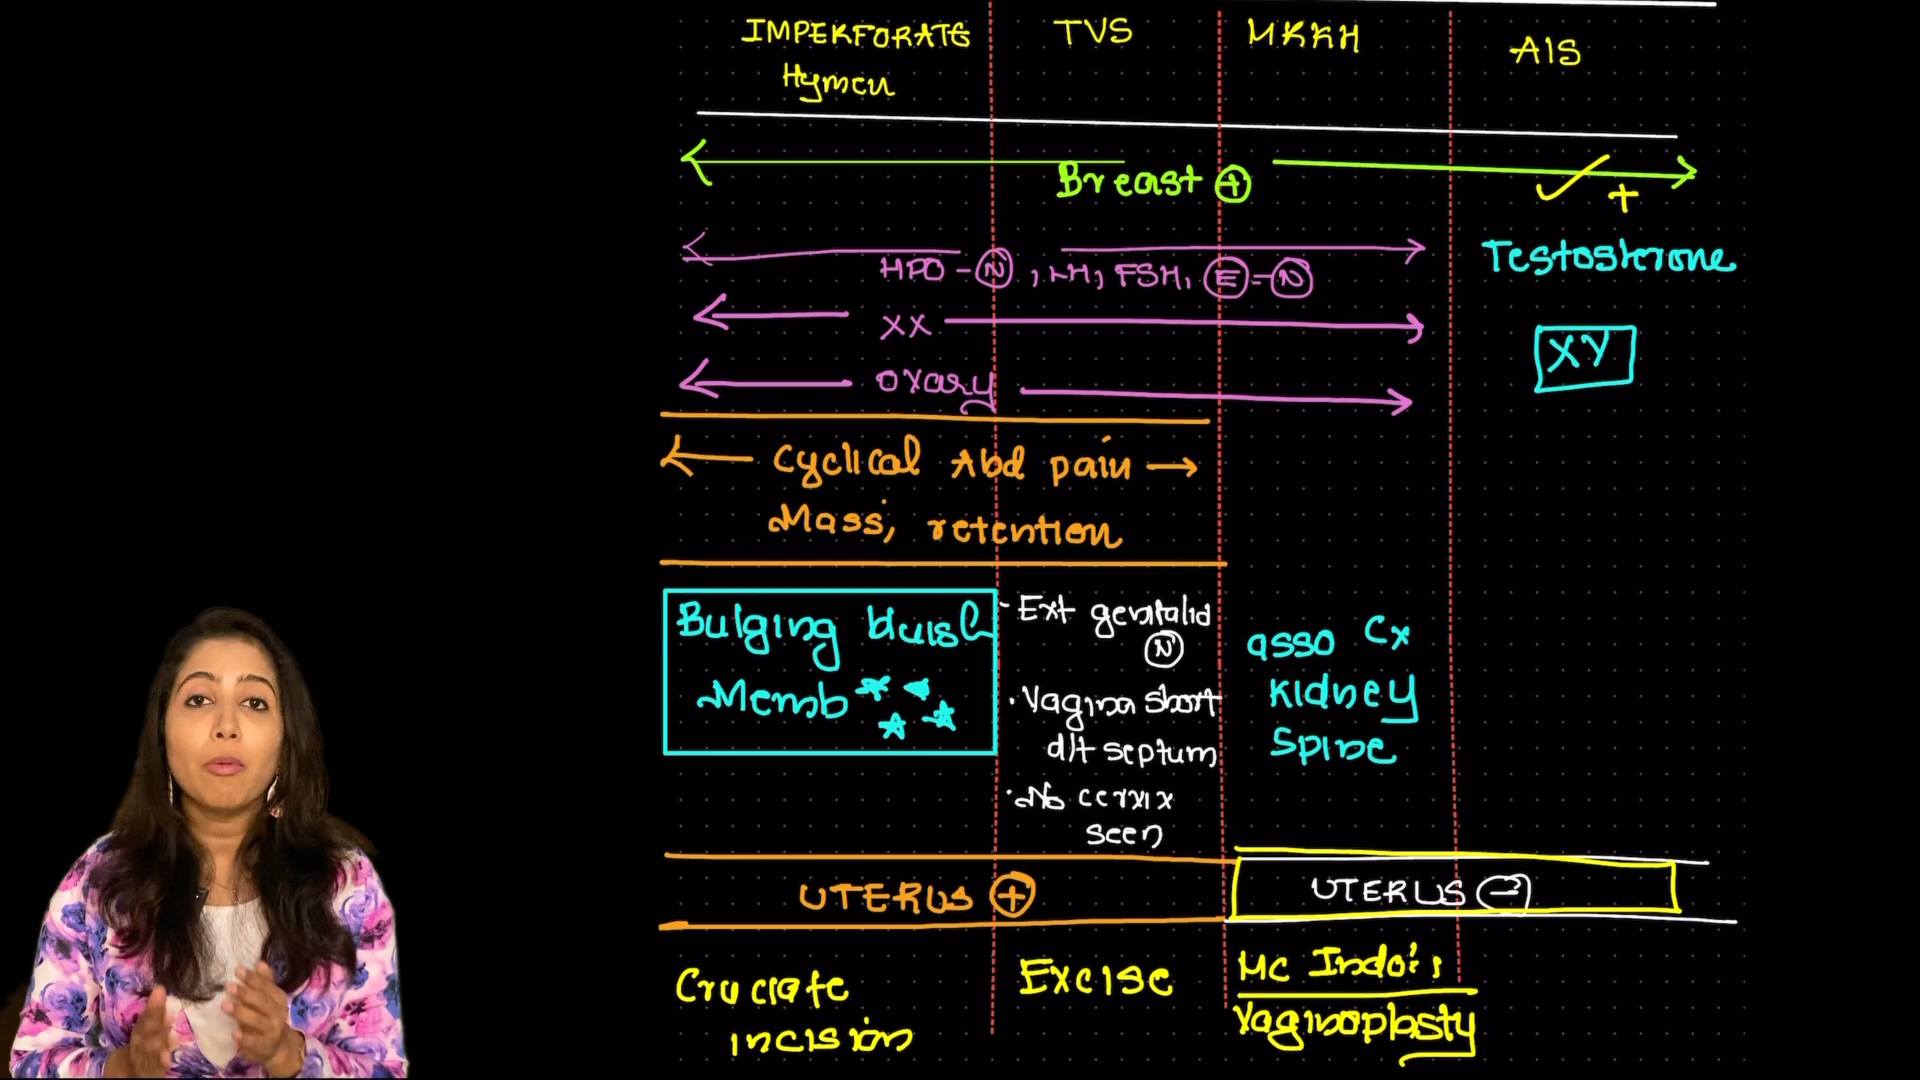 IMPERFORATE
Hymen
TVS
MRKH
AIS
Breast +
+
HPO - N, LH, FSH, E - N
Testosterone
XX
XY
ovary
Cyclical Abd pain
Mass, retention
Bulging bluish
Memb
- Ext genitalia
N
· Vagina short
d/t septum
· No cervix
seen
asso Cx
Kidney
Spine
UTERUS +
UTERUS -
Cruciate
incision
Excise
Mc Indoe's
Vaginoplasty